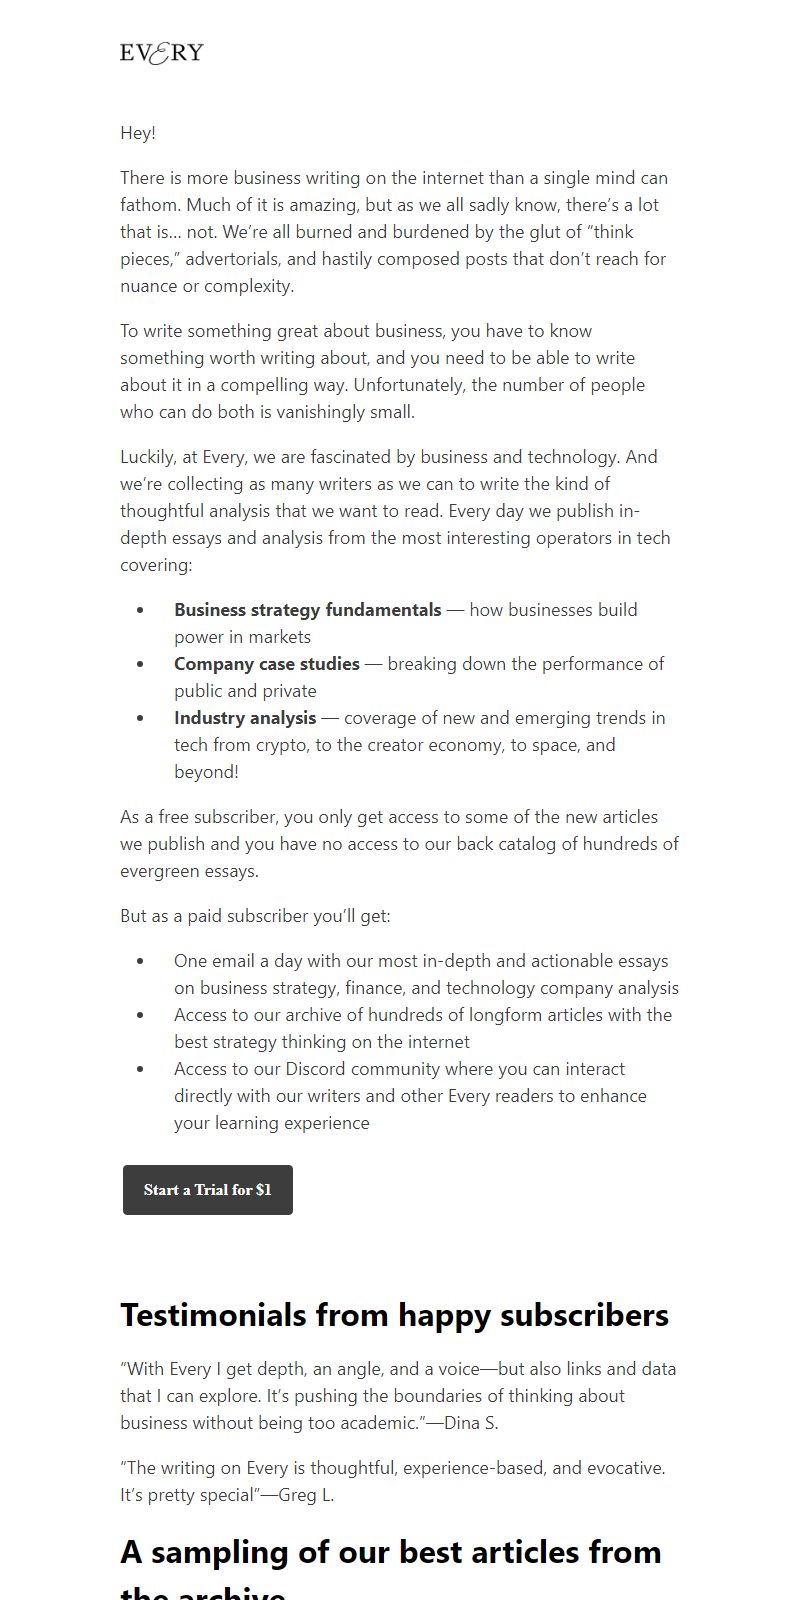 EVERY
Hey!
There is more business writing on the internet than a single mind can
fathom. Much of it is amazing, but as we all sadly know, there’s a lot
that is… not. We’re all burned and burdened by the glut of “think
pieces,” advertorials, and hastily composed posts that don’t reach for
nuance or complexity.
To write something great about business, you have to know
something worth writing about, and you need to be able to write
about it in a compelling way. Unfortunately, the number of people
who can do both is vanishingly small.
Luckily, at Every, we are fascinated by business and technology. And
we’re collecting as many writers as we can to write the kind of
thoughtful analysis that we want to read. Every day we publish in-
depth essays and analysis from the most interesting operators in tech
covering:
• Business strategy fundamentals — how businesses build
power in markets
• Company case studies — breaking down the performance of
public and private
• Industry analysis — coverage of new and emerging trends in
tech from crypto, to the creator economy, to space, and
beyond!
As a free subscriber, you only get access to some of the new articles
we publish and you have no access to our back catalog of hundreds of
evergreen essays.
But as a paid subscriber you’ll get:
• One email a day with our most in-depth and actionable essays
on business strategy, finance, and technology company analysis
• Access to our archive of hundreds of longform articles with the
best strategy thinking on the internet
• Access to our Discord community where you can interact
directly with our writers and other Every readers to enhance
your learning experience
Start a Trial for $1
Testimonials from happy subscribers
“With Every I get depth, an angle, and a voice—but also links and data
that I can explore. It’s pushing the boundaries of thinking about
business without being too academic.”—Dina S.
“The writing on Every is thoughtful, experience-based, and evocative.
It’s pretty special”—Greg L.
A sampling of our best articles from
the archive